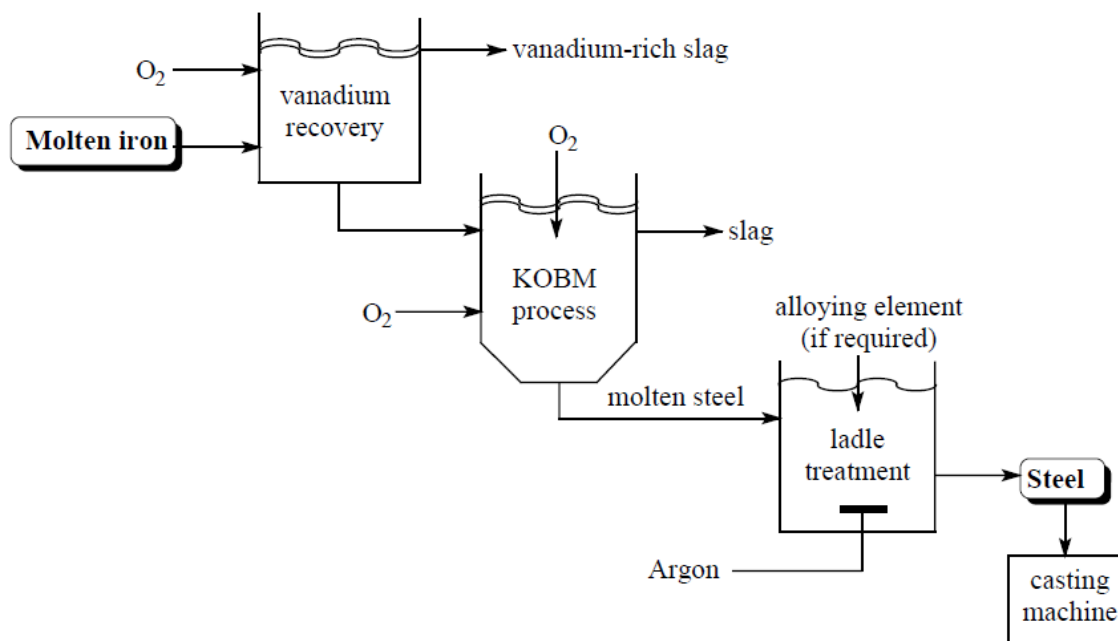 O₂
vanadium-rich slag
vanadium
recovery
Molten iron
O₂
slag
KOBM
process
O₂
alloying element
(if required)
molten steel
ladle
treatment
Steel
Argon
casting
machine